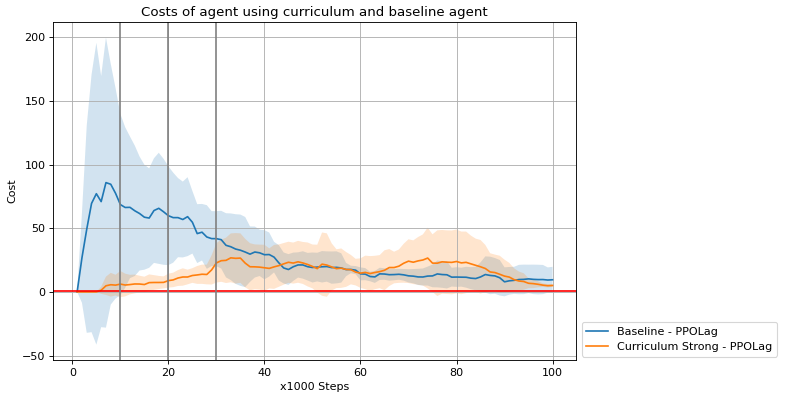 Costs of agent using curriculum and baseline agent
200
150
100
50
0
−50
Cost
0
20
40
60
80
100
x1000 Steps
Baseline - PPOLag
Curriculum Strong - PPOLag